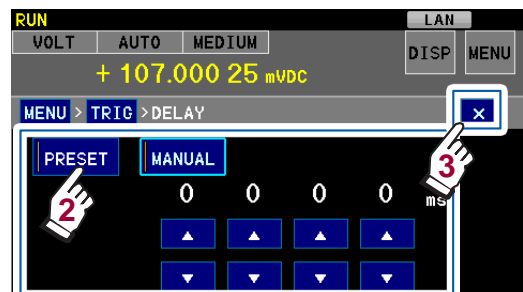 RUN LAN
VOLT AUTO MEDIUM DISP MENU
+ 107.000 25 mVDC
MENU > TRIG > DELAY ×
PRESET MANUAL 3
2 0 0 0 0 ms